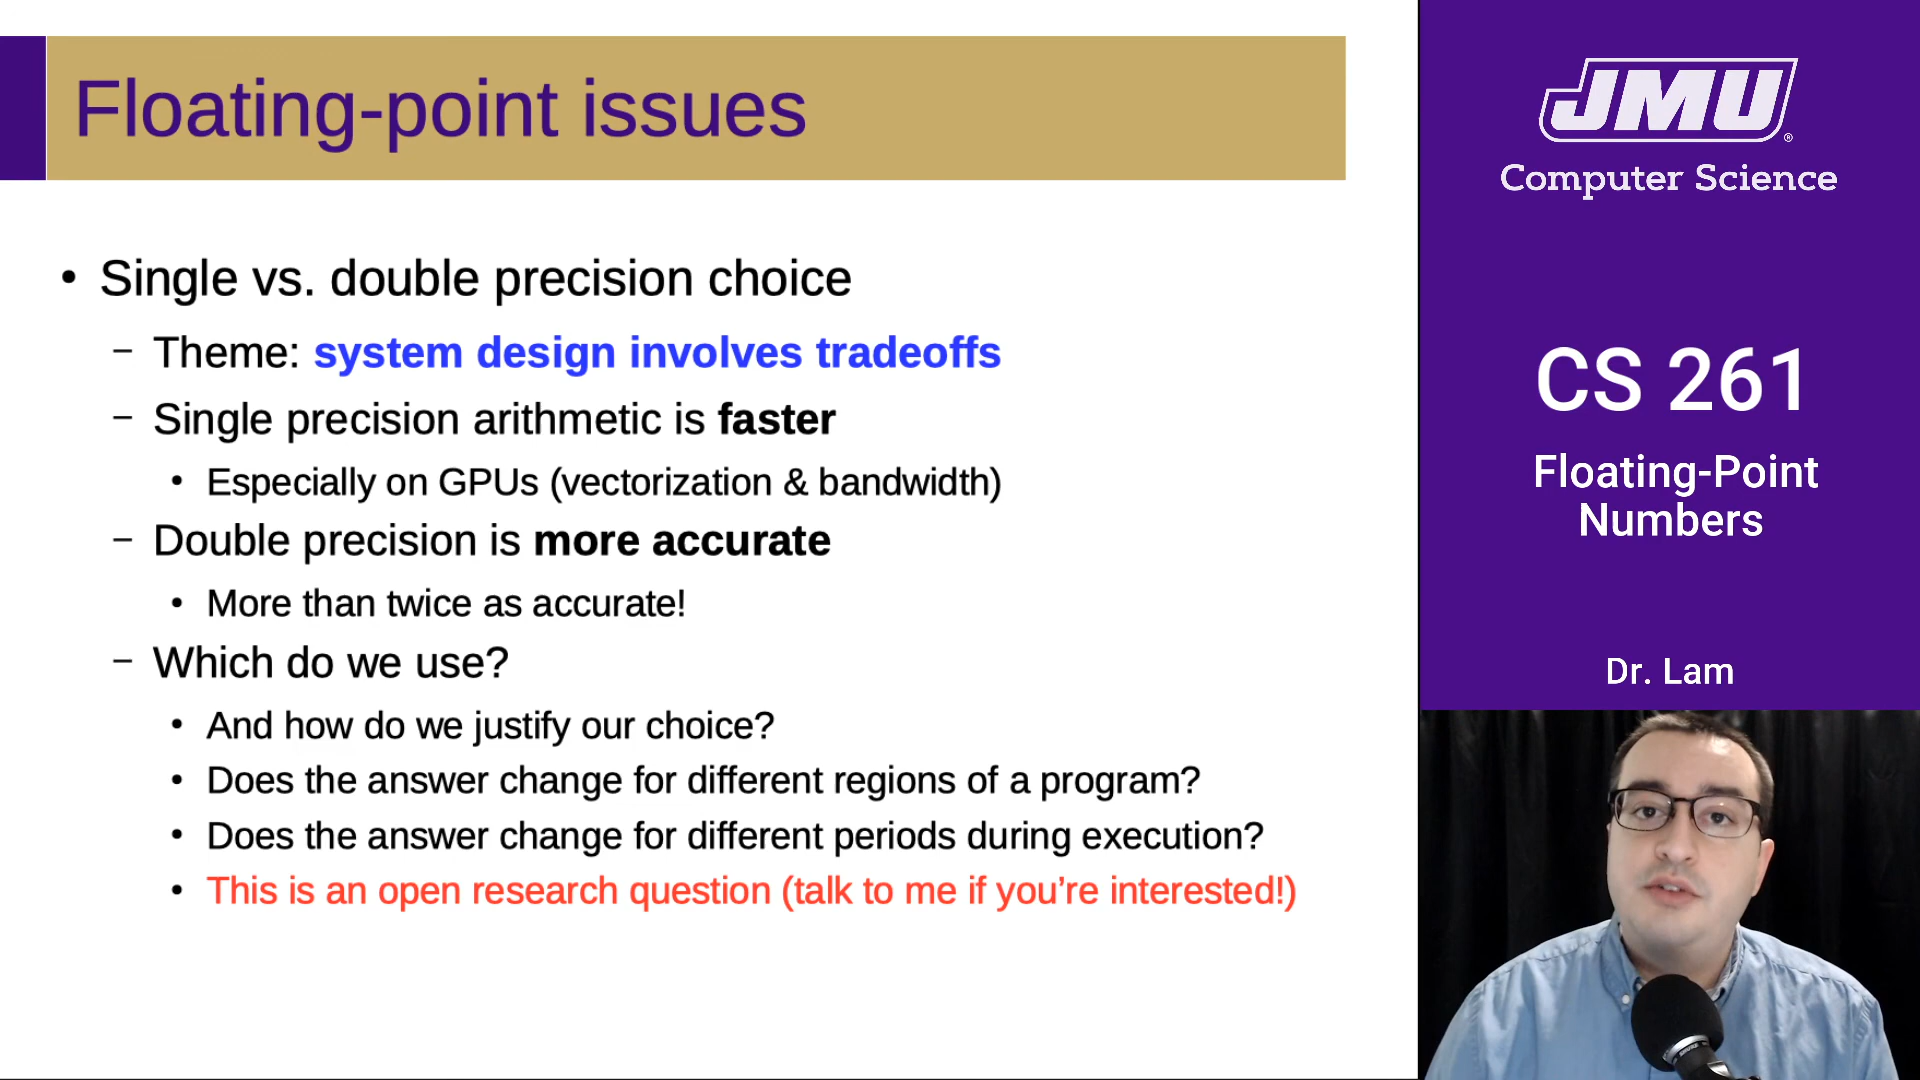 Floating-point issues
• Single vs. double precision choice
– Theme: system design involves tradeoffs
– Single precision arithmetic is faster
• Especially on GPUs (vectorization & bandwidth)
– Double precision is more accurate
• More than twice as accurate!
– Which do we use?
• And how do we justify our choice?
• Does the answer change for different regions of a program?
• Does the answer change for different periods during execution?
• This is an open research question (talk to me if you’re interested!)
JMU®
Computer Science
CS 261
Floating-Point
Numbers
Dr. Lam
SHURE